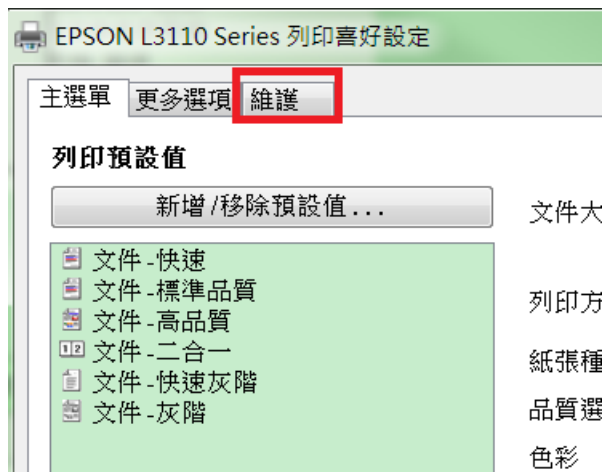 EPSON L3110 Series 列印喜好設定
主選單 更多選項 維護
列印預設值
新增/移除預設值...
文件大
文件-快速
文件-標準品質
文件-高品質
文件-二合一
文件-快速灰階
文件-灰階
列印方
紙張種
品質選
色彩